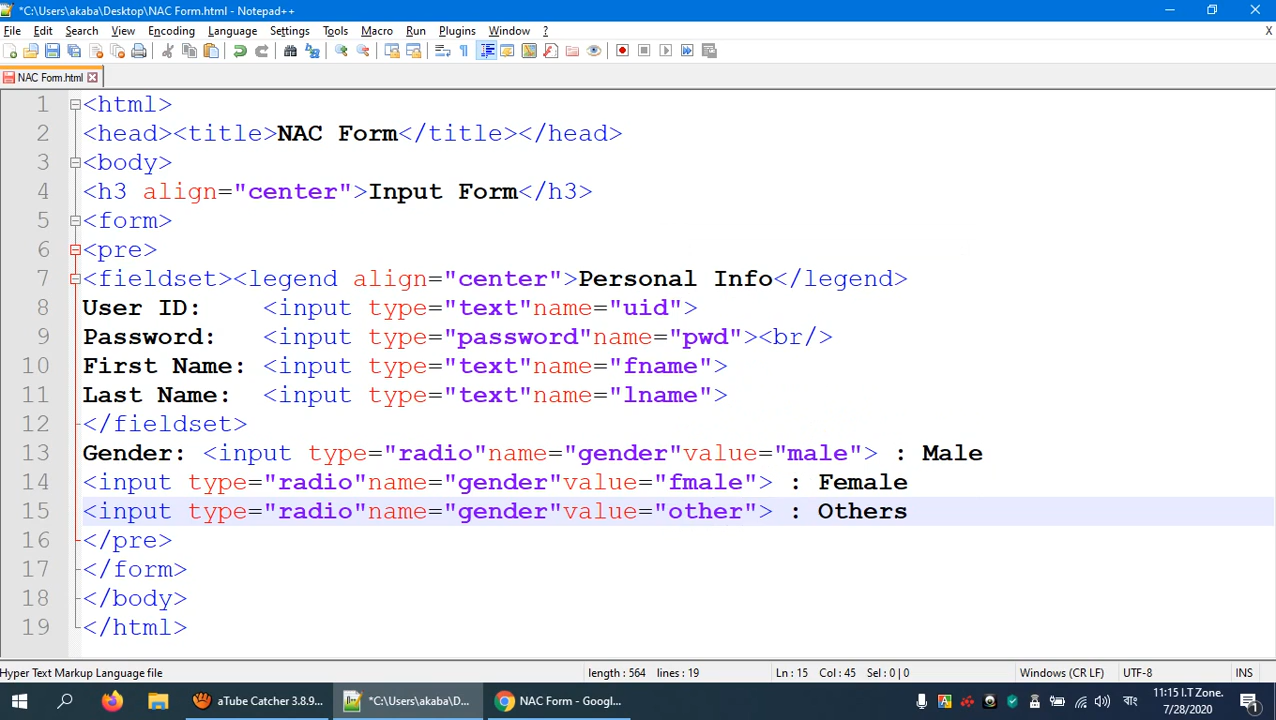 *C:\Users\akaba\Desktop\NAC Form.html - Notepad++
File Edit Search View Encoding Language Settings Tools Macro Run Plugins Window ? X
NAC Form.html
1 <html>
2 <head><title>NAC Form</title></head>
3 <body>
4 <h3 align="center">Input Form</h3>
5 <form>
6 <pre>
7 <fieldset><legend align="center">Personal Info</legend>
8 User ID:    <input type="text"name="uid">
9 Password:   <input type="password"name="pwd"><br/>
10 First Name: <input type="text"name="fname">
11 Last Name:  <input type="text"name="lname">
12 </fieldset>
13 Gender: <input type="radio"name="gender"value="male"> : Male
14 <input type="radio"name="gender"value="fmale"> : Female
15 <input type="radio"name="gender"value="other"> : Others
16 </pre>
17 </form>
18 </body>
19 </html>
Hyper Text Markup Language file length : 564 lines : 19 Ln : 15 Col : 45 Sel : 0 | 0 Windows (CR LF) UTF-8 INS
aTube Catcher 3.8.9... *C:\Users\akaba\D... NAC Form - Googl... বাং 11:15 I.T Zone.
7/28/2020 1